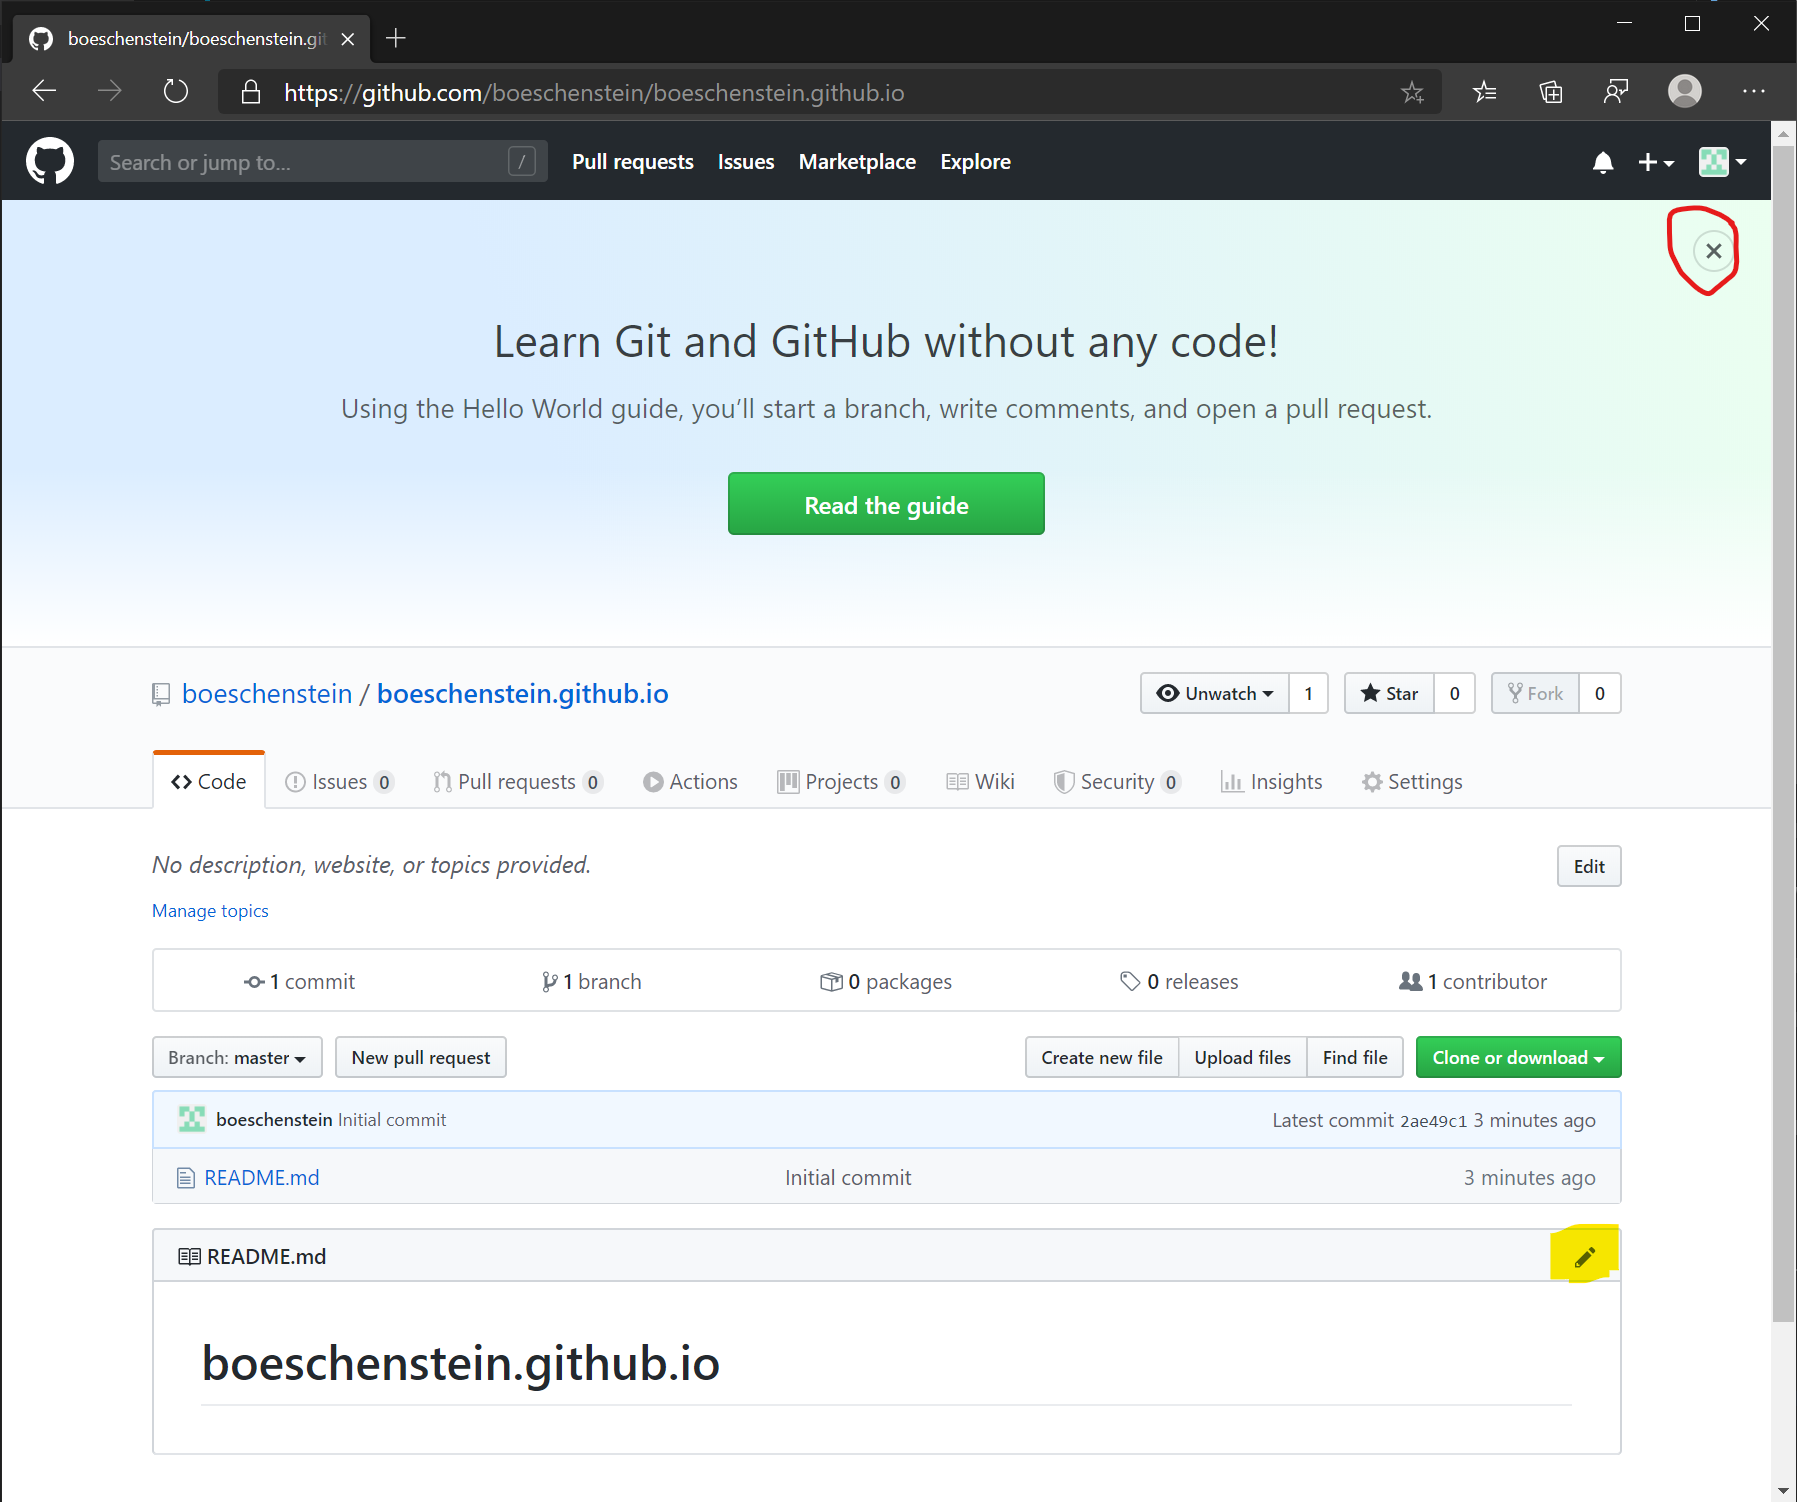 boeschenstein/boeschenstein.git
https://github.com/boeschenstein/boeschenstein.github.io
Search or jump to... / Pull requests Issues Marketplace Explore
Learn Git and GitHub without any code!
Using the Hello World guide, you’ll start a branch, write comments, and open a pull request.
Read the guide
boeschenstein / boeschenstein.github.io Unwatch 1 Star 0 Fork 0
Code Issues 0 Pull requests 0 Actions Projects 0 Wiki Security 0 Insights Settings
No description, website, or topics provided. Edit
Manage topics
1 commit 1 branch 0 packages 0 releases 1 contributor
Branch: master New pull request Create new file Upload files Find file Clone or download
boeschenstein Initial commit Latest commit 2ae49c1 3 minutes ago
README.md Initial commit 3 minutes ago
README.md
boeschenstein.github.io